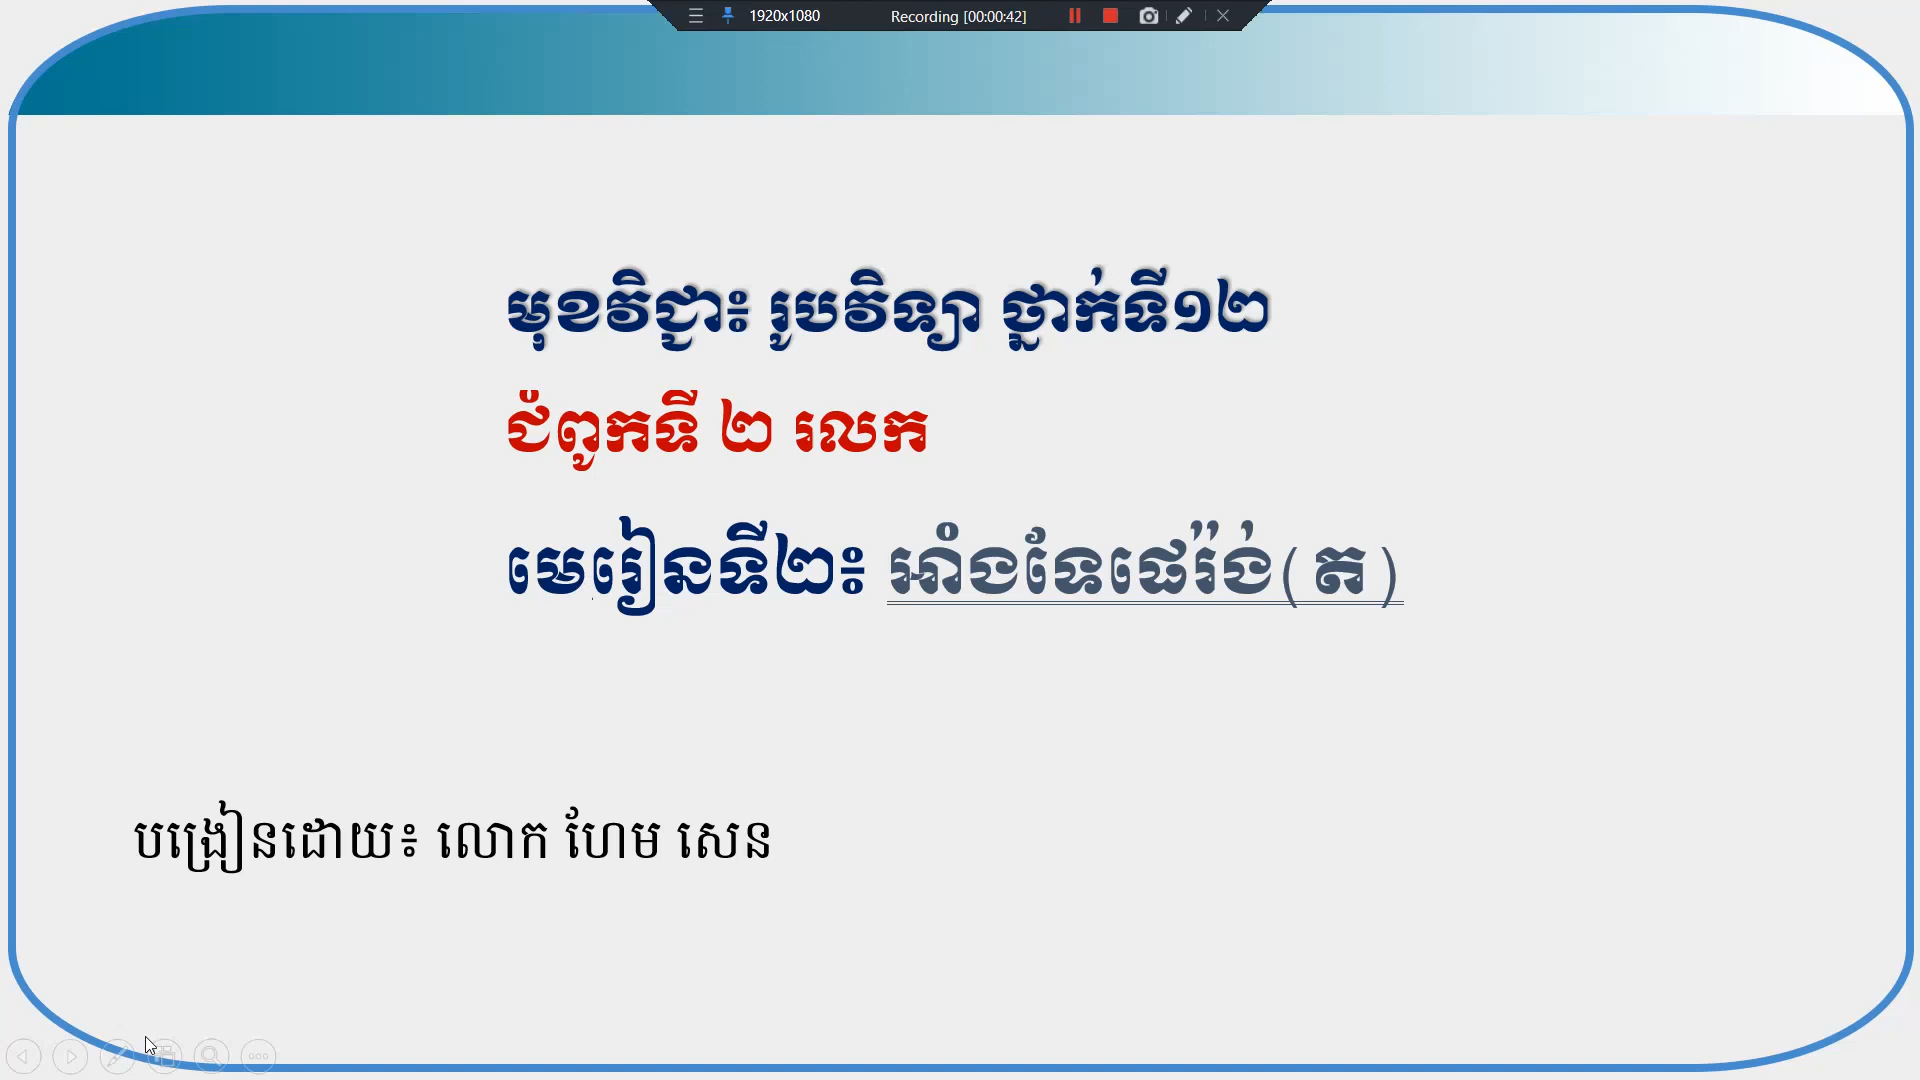 1920x1080 Recording [00:00:42]
មុខវិជ្ជា៖ រូបវិទ្យា ថ្នាក់ទី១២
ជំពូកទី ២ រលក
មេរៀនទី២៖ អាំងទែផេរ៉ង់(ត)
បង្រៀនដោយ៖ លោក ហែម សេន